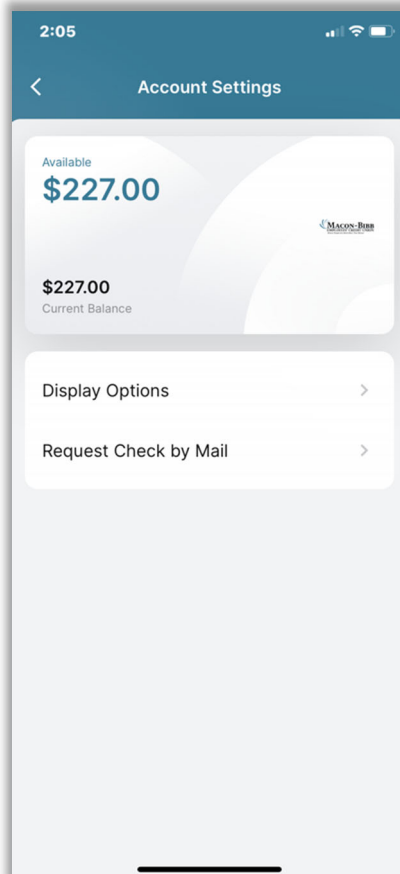 2:05
Account Settings
Available
$227.00
MACON-BIBB
$227.00
Current Balance
Display Options
Request Check by Mail